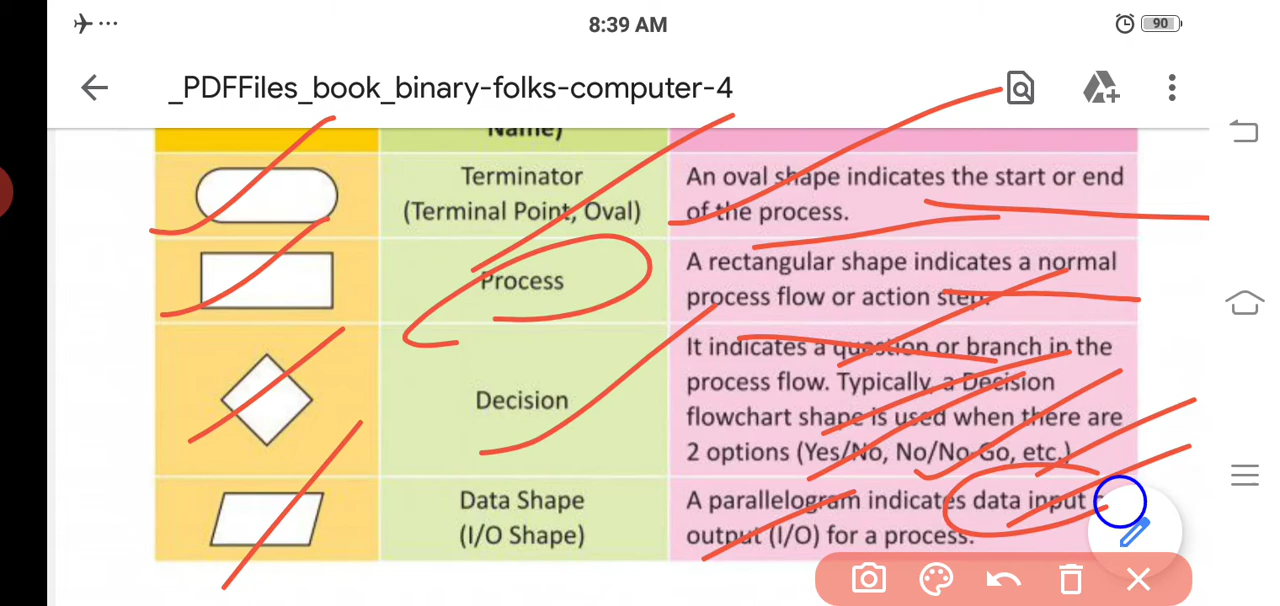 8:39 AM
90
_PDFFiles_book_binary-folks-computer-4
Name)
Terminator
(Terminal Point, Oval)
An oval shape indicates the start or end
of the process.
Process
A rectangular shape indicates a normal
process flow or action step.
Decision
It indicates a question or branch in the
process flow. Typically, a Decision
flowchart shape is used when there are
2 options (Yes/No, No/No-Go, etc.)
Data Shape
(I/O Shape)
A parallelogram indicates data input
output (I/O) for a process.